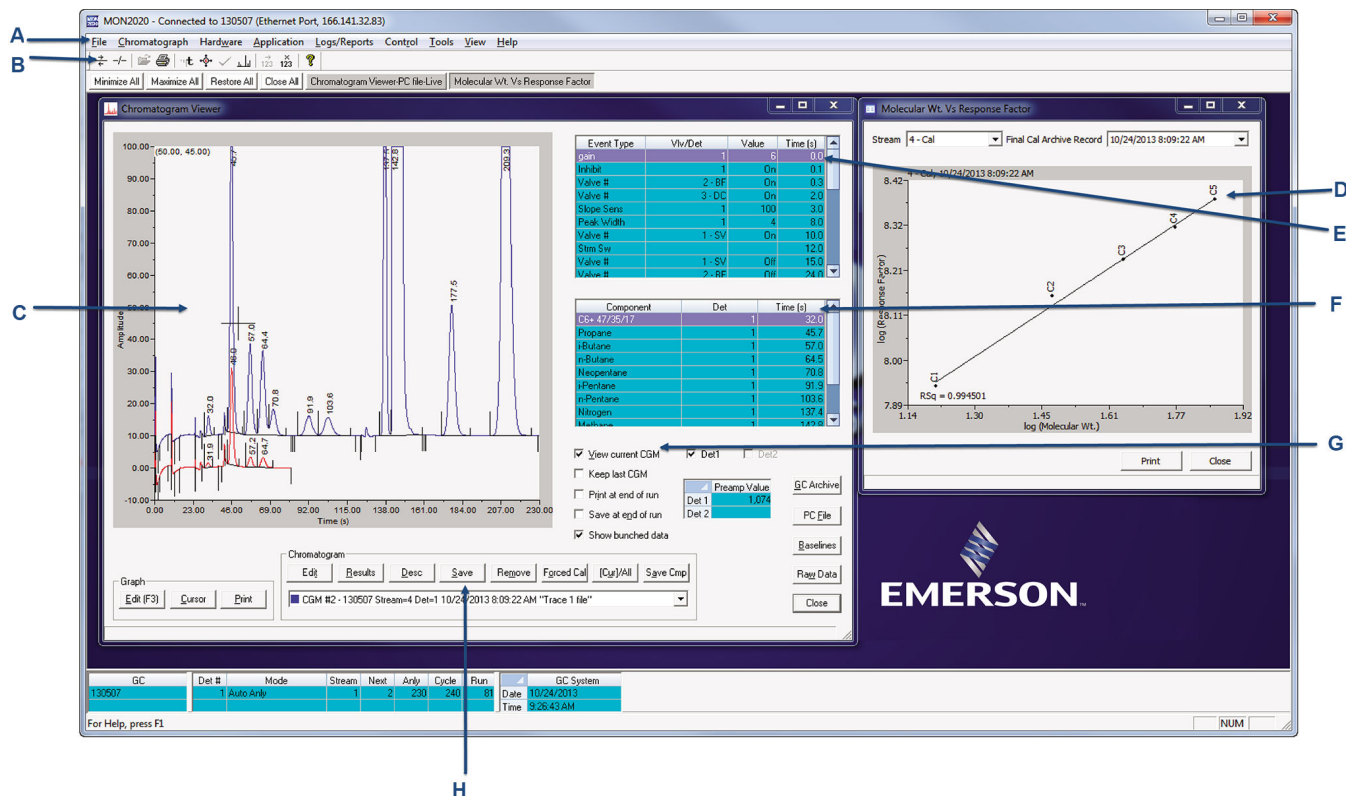 MON2020 - Connected to 130507 (Ethernet Port, 166.141.32.83)
A
File Chromatograph Hardware Application Logs/Reports Control Tools View Help
B
Minimize All Maximize All Restore All Close All Chromatogram Viewer-PC file-Live Molecular Wt. Vs Response Factor
Chromatogram Viewer
(50.00, 45.00)
100.00
90.00
80.00
70.00
60.00
50.00
40.00
30.00
20.00
10.00
0.00
-10.00
Amplitude
C
45.7
46.0
57.0
64.4
32.0
70.8
91.9
103.6
142.8
177.5
209.3
31.9
57.2
64.7
0.00 23.00 46.00 69.00 92.00 115.00 138.00 161.00 184.00 207.00 230.00
Time (s)
Event Type Vlv/Det Value Time (s)
gain 1 6 0.0
Inhibit 1 On 0.1
Valve # 2 - BF On 0.3
Valve # 3 - DC On 2.0
Slope Sens 1 100 3.0
Peak Width 1 4 8.0
Valve # 1 - SV On 10.0
Strm Sw 12.0
Valve # 1 - SV Off 15.0
Valve # 2 - BF Off 24.0
Component Det Time (s)
C6+ 47/35/17 1 32.0
Propane 1 45.7
i-Butane 1 57.0
n-Butane 1 64.5
Neopentane 1 70.8
i-Pentane 1 91.9
n-Pentane 1 103.6
Nitrogen 1 137.4
Methane 1 142.8
View current CGM Det1 Det2
Keep last CGM
Print at end of run
Save at end of run
Show bunched data
Preamp Value
Det 1 1.074
Det 2
GC Archive
PC File
Baselines
Raw Data
Close
Graph
Edit (F3) Cursor Print
Chromatogram
Edit Results Desc Save Remove Forced Cal [Cur]/All Save Cmp
CGM #2 - 130507 Stream=4 Det=1 10/24/2013 8:09:22 AM "Trace 1 file"
Molecular Wt. Vs Response Factor
Stream 4 - Cal Final Cal Archive Record 10/24/2013 8:09:22 AM
4 - Cal, 10/24/2013 8:09:22 AM
8.42
8.32
8.21
8.11
8.00
7.89
log (Response Factor)
C1
C2
C3
C4
C5
RSq = 0.994501
1.14 1.30 1.45 1.61 1.77 1.92
log (Molecular Wt.)
Print Close
D
E
F
G
EMERSON
GC Det # Mode Stream Next Anly Cycle Run GC System
130507 1 Auto Anly 1 2 230 240 81 Date 10/24/2013
Time 9:26:43 AM
For Help, press F1
NUM
H